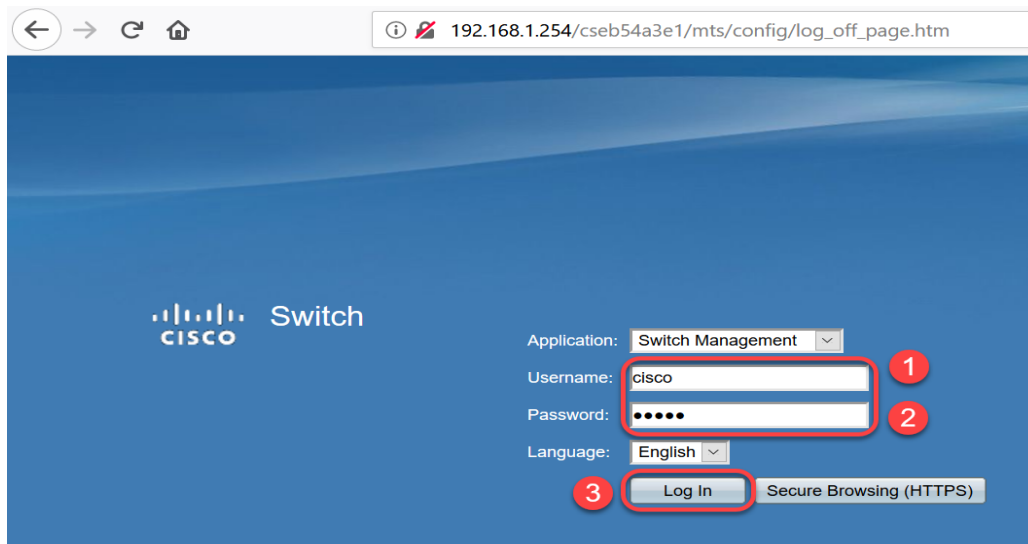 192.168.1.254/cseb54a3e1/mts/config/log_off_page.htm
cisco Switch
Application: Switch Management
1
Username: cisco
Password: ●●●●●
2
Language: English
3
Log In Secure Browsing (HTTPS)